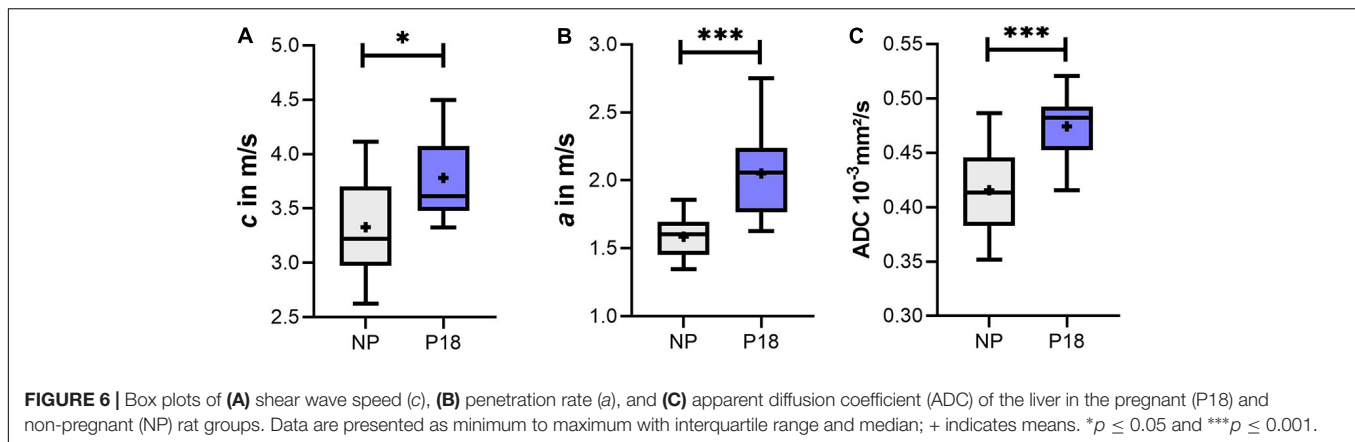 A
*
c in m/s
5.0
4.5
4.0
3.5
3.0
2.5
NP P18
B
***
a in m/s
3.0
2.5
2.0
1.5
1.0
NP P18
C
***
ADC 10⁻³mm²/s
0.55
0.50
0.45
0.40
0.35
0.30
NP P18
FIGURE 6 | Box plots of (A) shear wave speed (c), (B) penetration rate (a), and (C) apparent diffusion coefficient (ADC) of the liver in the pregnant (P18) and
non-pregnant (NP) rat groups. Data are presented as minimum to maximum with interquartile range and median; + indicates means. *p ≤ 0.05 and ***p ≤ 0.001.